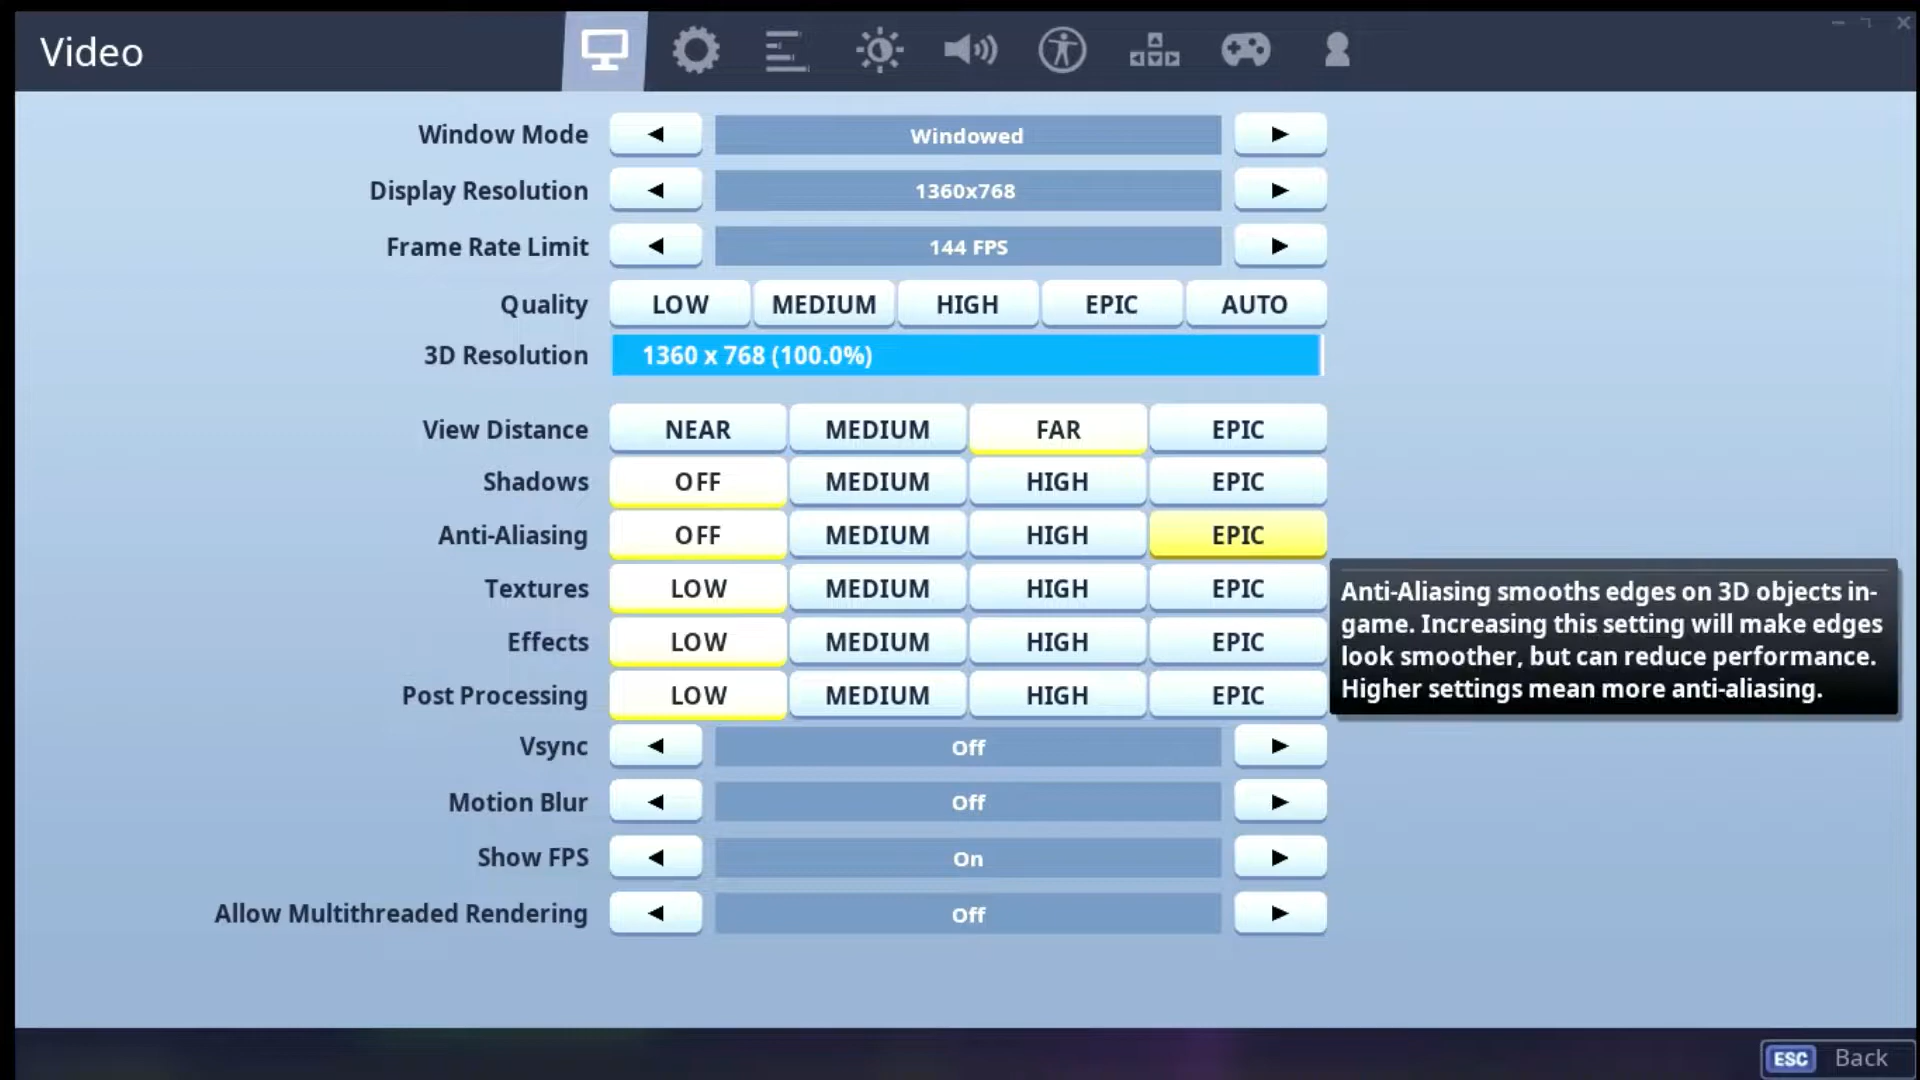 Video
Window Mode Windowed
Display Resolution 1360x768
Frame Rate Limit 144 FPS
Quality LOW MEDIUM HIGH EPIC AUTO
3D Resolution 1360 x 768 (100.0%)
View Distance NEAR MEDIUM FAR EPIC
Shadows OFF MEDIUM HIGH EPIC
Anti-Aliasing OFF MEDIUM HIGH EPIC
Textures LOW MEDIUM HIGH EPIC
Effects LOW MEDIUM HIGH EPIC
Post Processing LOW MEDIUM HIGH EPIC
Anti-Aliasing smooths edges on 3D objects in-
game. Increasing this setting will make edges
look smoother, but can reduce performance.
Higher settings mean more anti-aliasing.
Vsync Off
Motion Blur Off
Show FPS On
Allow Multithreaded Rendering Off
ESC Back